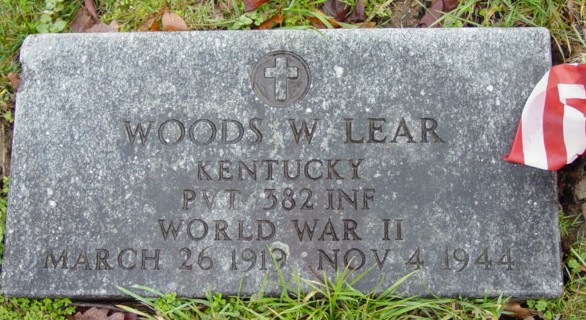 WOODS W LEAR
KENTUCKY
PVT 382 INF
WORLD WAR II
MARCH 26 1919 NOV 4 1944